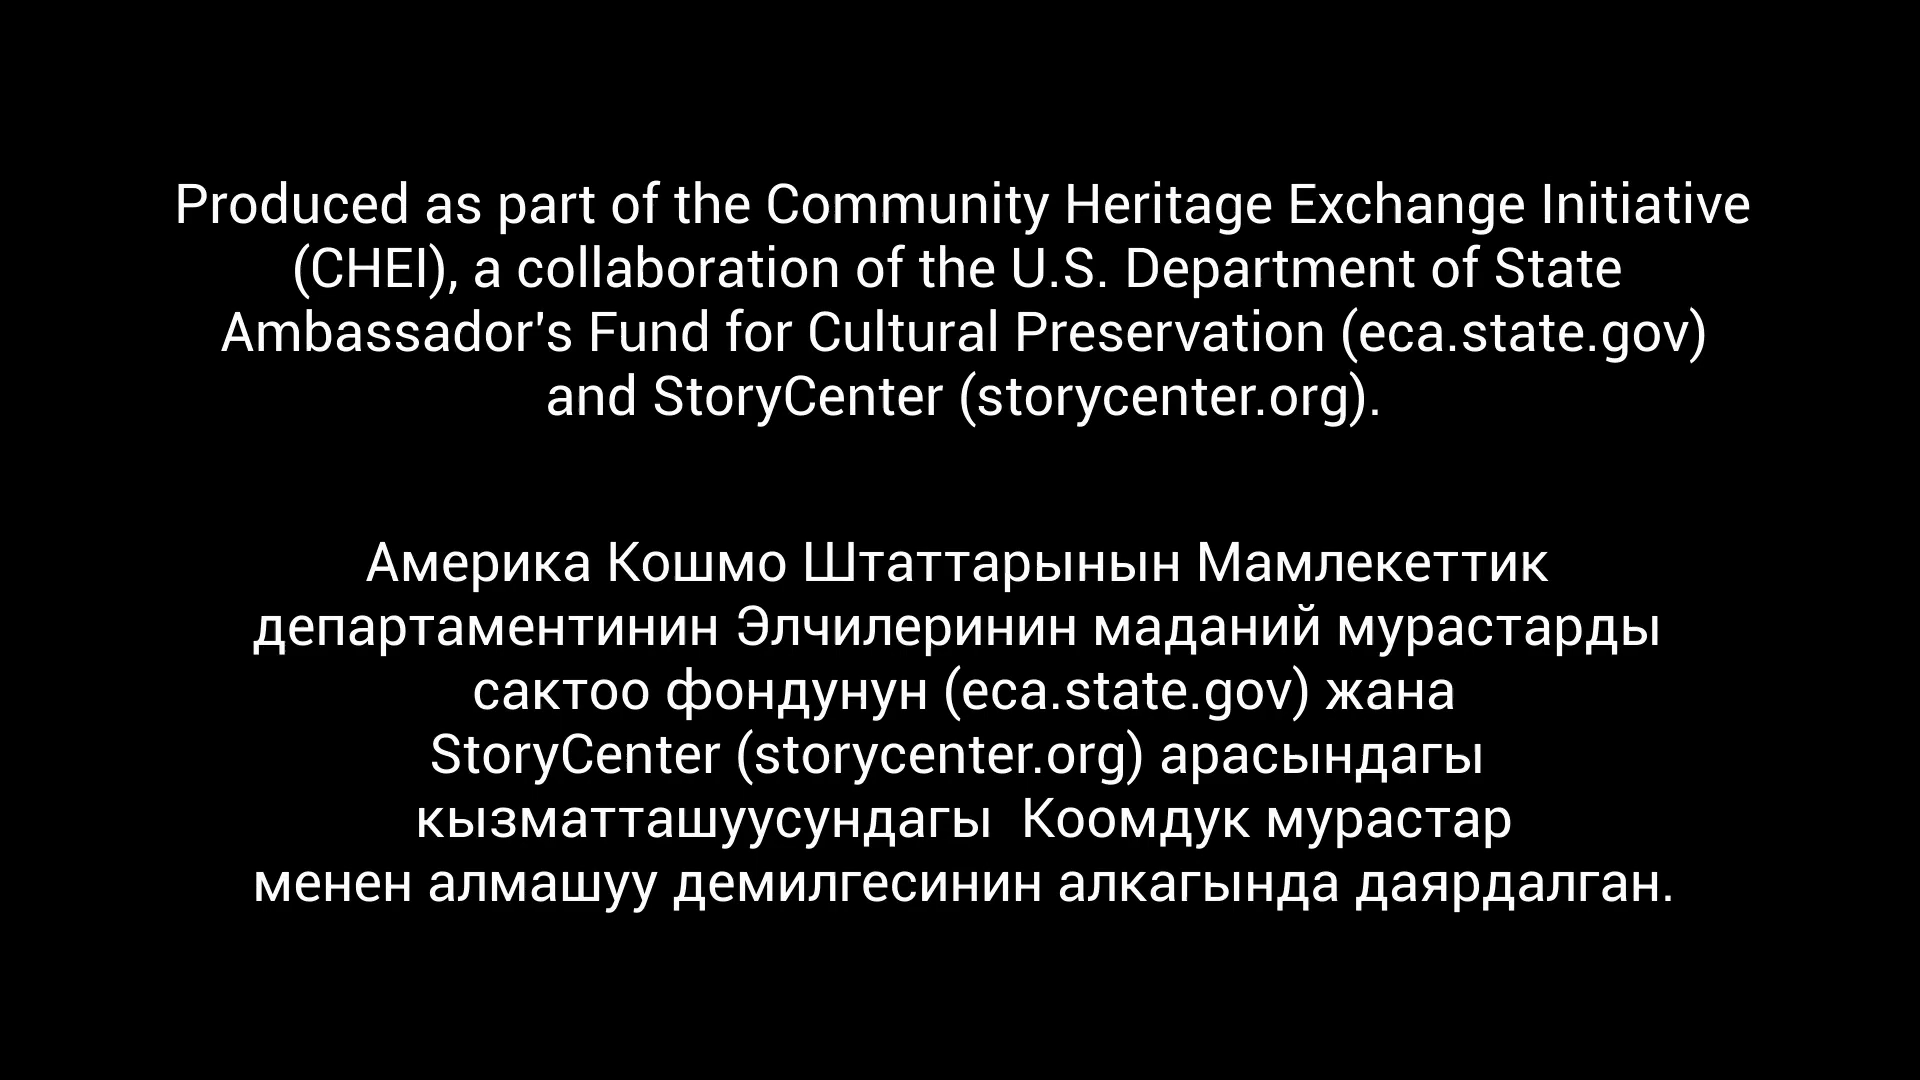 Produced as part of the Community Heritage Exchange Initiative
(CHEI), a collaboration of the U.S. Department of State
Ambassador's Fund for Cultural Preservation (eca.state.gov)
and StoryCenter (storycenter.org).
Америка Кошмо Штаттарынын Мамлекеттик
департаментинин Элчилеринин маданий мурастарды
сактоо фондунун (eca.state.gov) жана
StoryCenter (storycenter.org) арасындагы
кызматташуусундагы  Коомдук мурастар
менен алмашуу демилгесинин алкагында даярдалган.